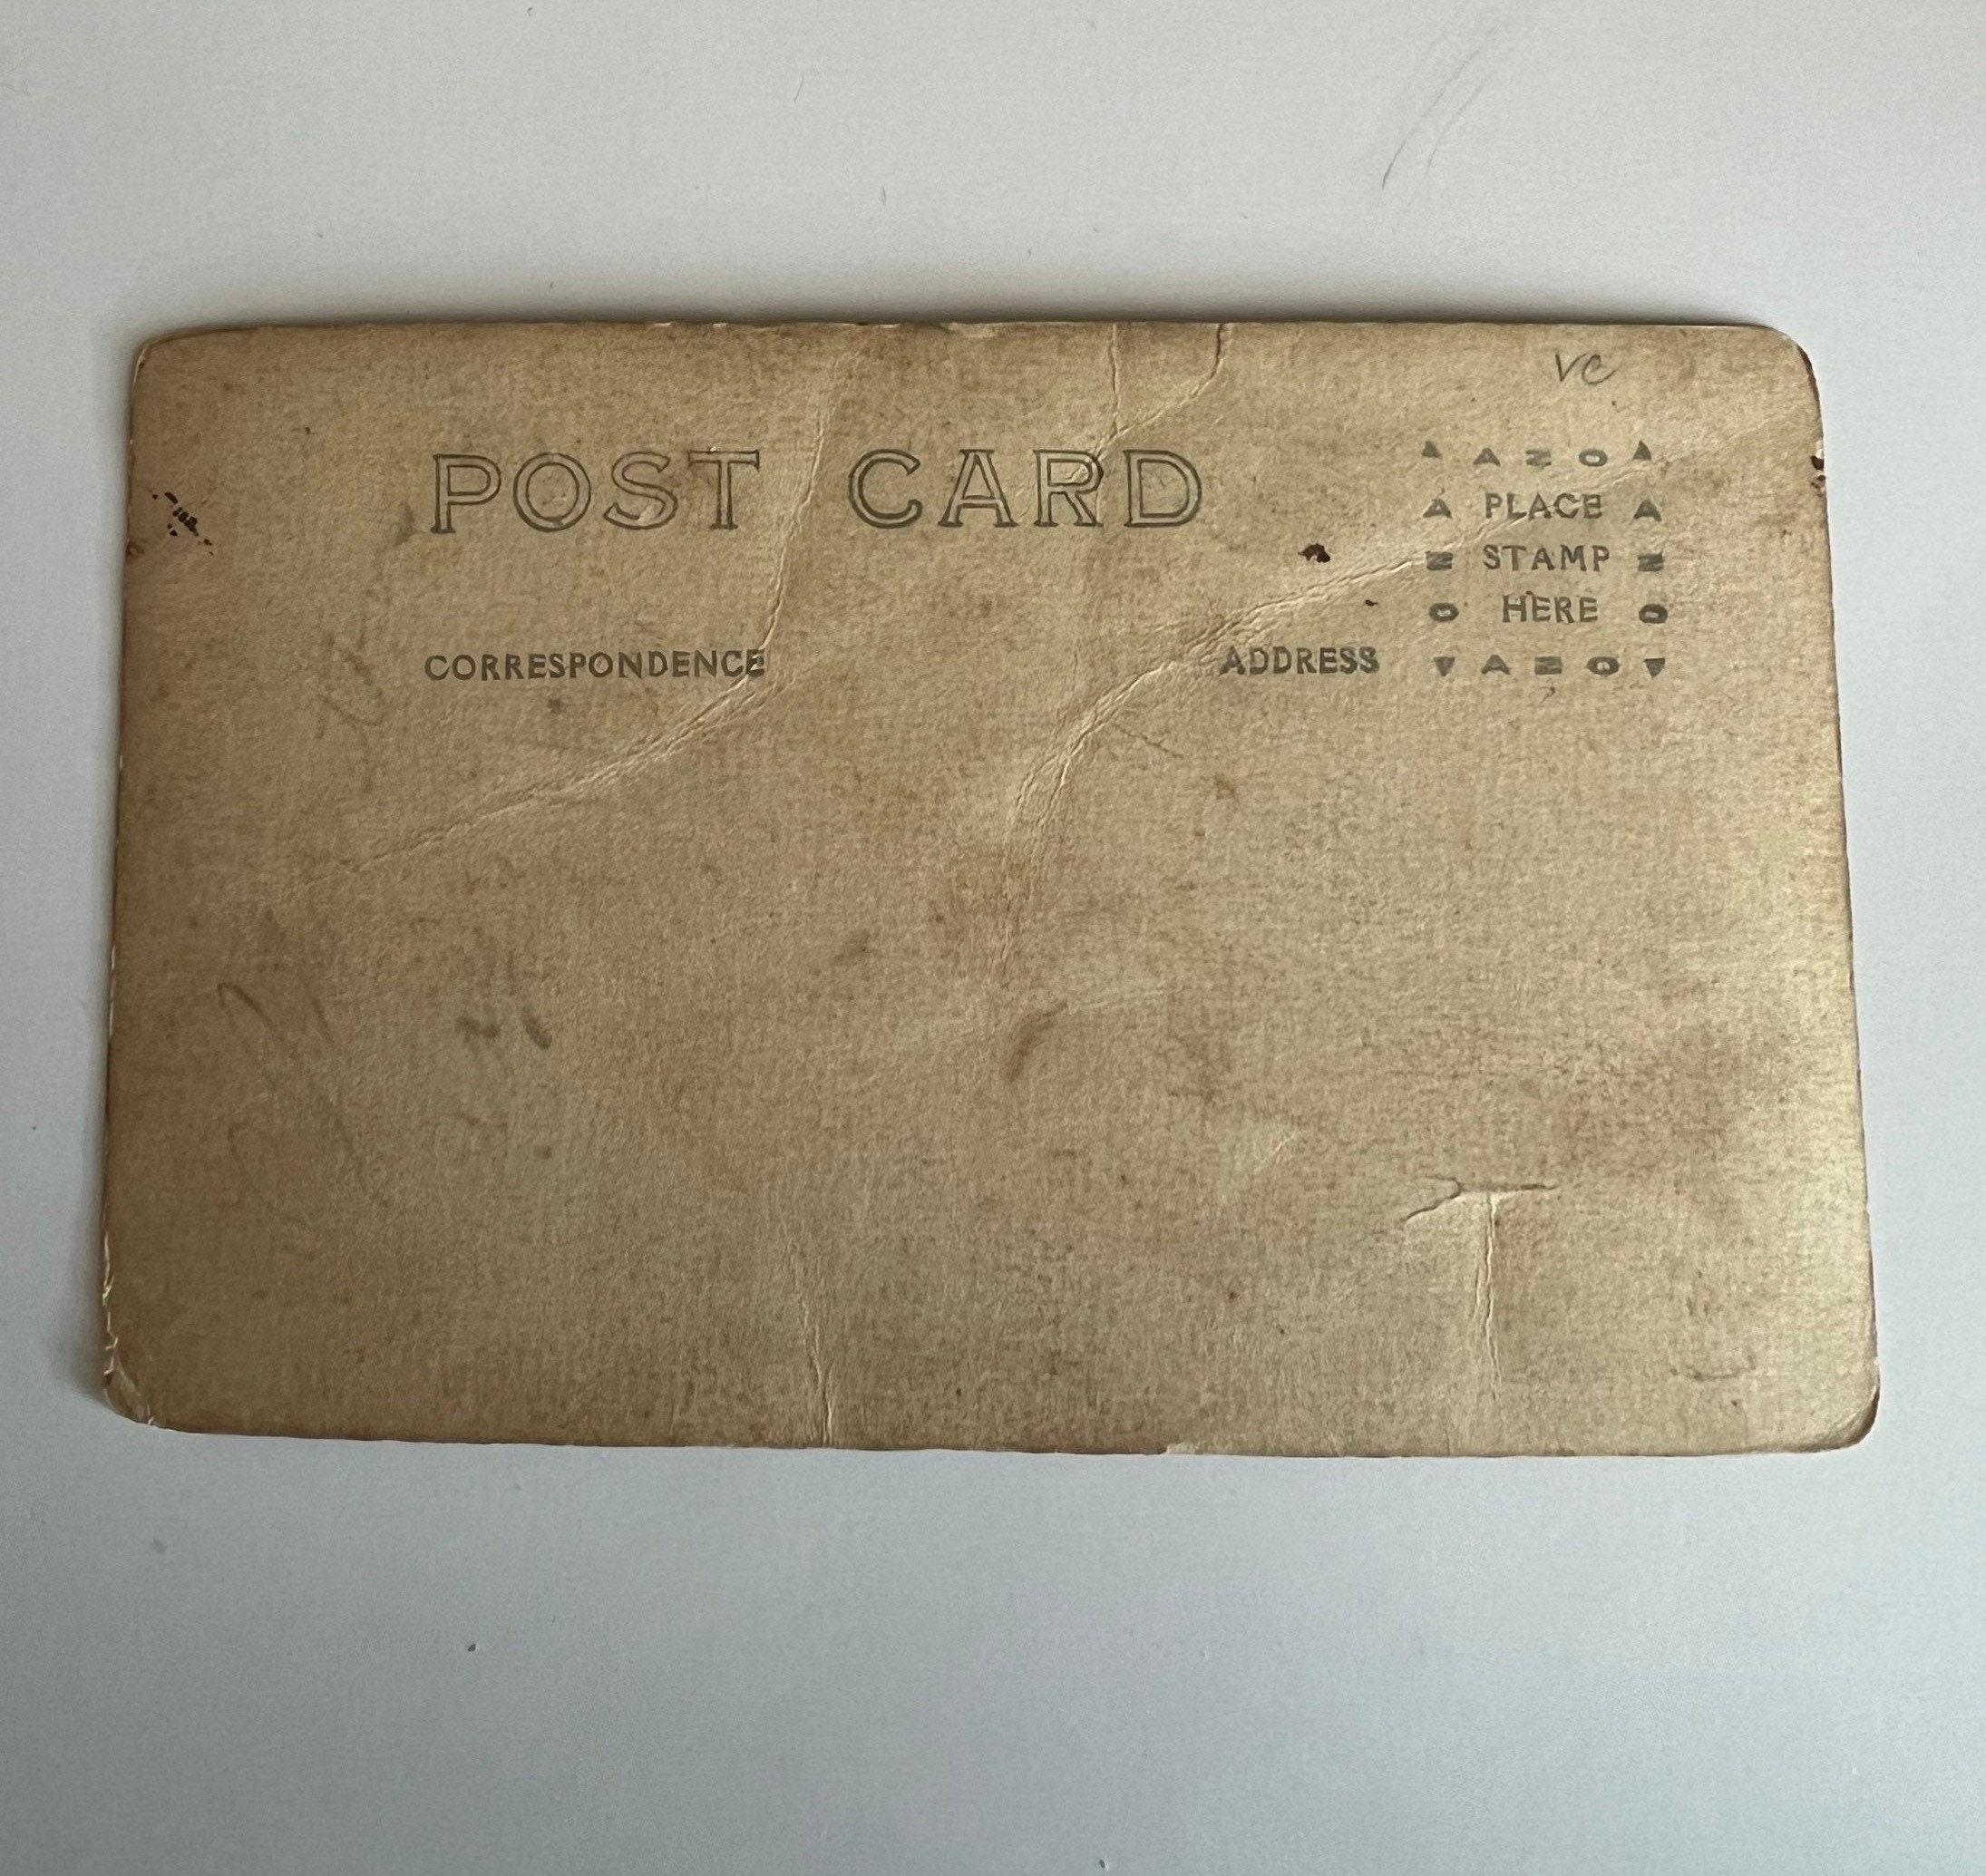 VC
POST CARD
▲ AZO ▲
A PLACE A
Z STAMP Z
O HERE O
CORRESPONDENCE
ADDRESS
▼ AZO ▼